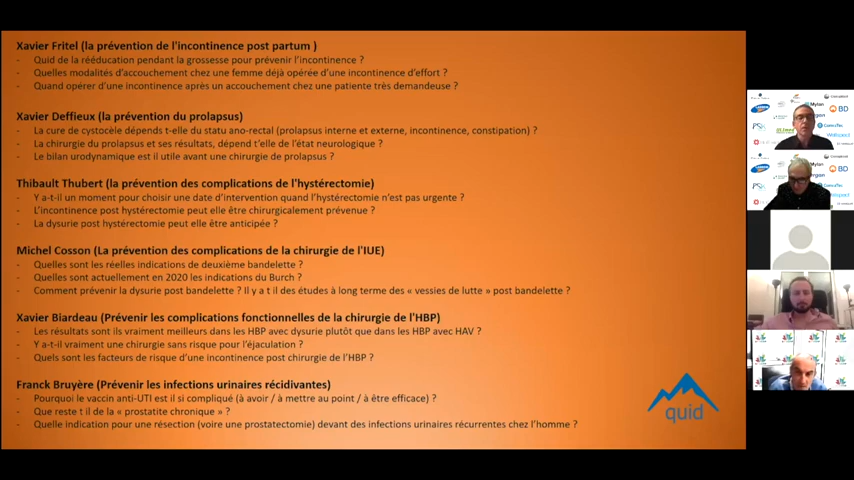 Xavier Fritel (la prévention de l'incontinence post partum )
- Quid de la rééducation pendant la grossesse pour prévenir l'incontinence ?
- Quelles modalités d'accouchement chez une femme déjà opérée d'une incontinence d'effort ?
- Quand opérer d'une incontinence après un accouchement chez une patiente très demandeuse ?
Xavier Deffieux (la prévention du prolapsus)
- La cure de cystocèle dépends t-elle du statu ano-rectal (prolapsus interne et externe, incontinence, constipation) ?
- La chirurgie du prolapsus et ses résultats, dépend t'elle de l'état neurologique ?
- Le bilan urodynamique est il utile avant une chirurgie de prolapsus ?
Thibault Thubert (la prévention des complications de l'hystérectomie)
- Y a-t-il un moment pour choisir une date d'intervention quand l'hystérectomie n'est pas urgente ?
- L'incontinence post hystérectomie peut elle être chirurgicalement prévenue ?
- La dysurie post hystérectomie peut elle être anticipée ?
Michel Cosson (La prévention des complications de la chirurgie de l'IUE)
- Quelles sont les réelles indications de deuxième bandelette ?
- Quelles sont actuellement en 2020 les indications du Burch ?
- Comment prévenir la dysurie post bandelette ? Il y a t il des études à long terme des « vessies de lutte » post bandelette ?
Xavier Biardeau (Prévenir les complications fonctionnelles de la chirurgie de l'HBP)
- Les résultats sont ils vraiment meilleurs dans les HBP avec dysurie plutôt que dans les HBP avec HAV ?
- Y a-t-il vraiment une chirurgie sans risque pour l'éjaculation ?
- Quels sont les facteurs de risque d'une incontinence post chirurgie de l'HBP ?
Franck Bruyère (Prévenir les infections urinaires récidivantes)
- Pourquoi le vaccin anti-UTI est il si compliqué (à avoir / à mettre au point / à être efficace) ?
- Que reste t il de la « prostatite chronique » ?
- Quelle indication pour une résection (voire une prostatectomie) devant des infections urinaires récurrentes chez l'homme ?
quid
Mylan
BD